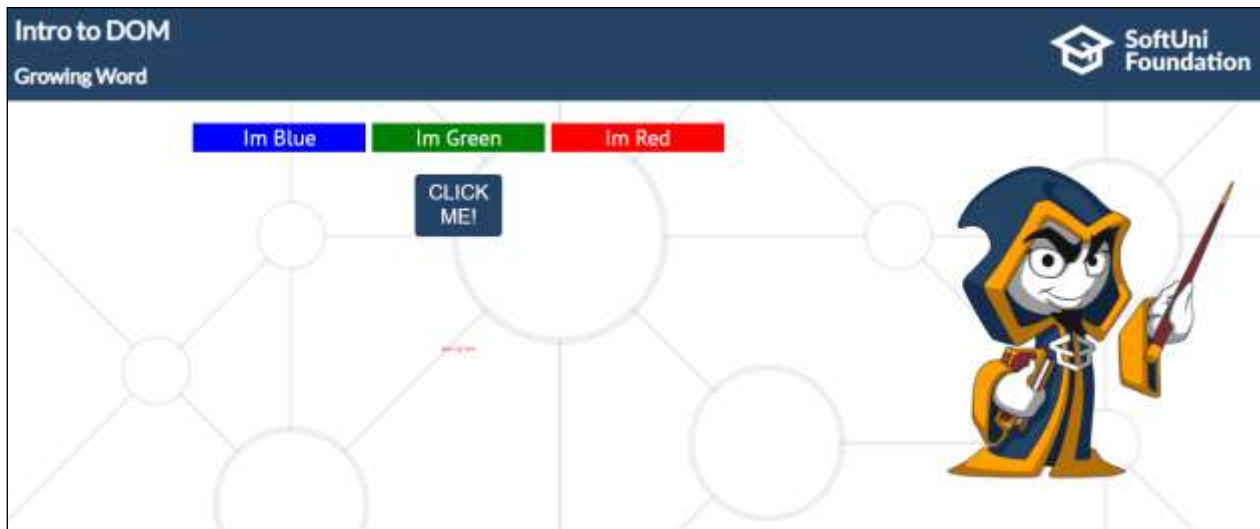 Intro to DOM
Growing Word
SoftUni
Foundation
Im Blue
Im Green
Im Red
CLICK
ME!